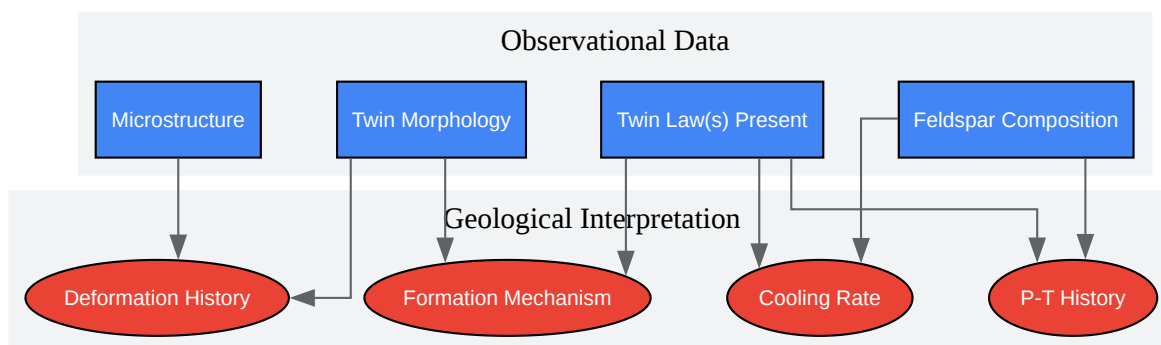 Observational Data
Microstructure
Twin Morphology
Twin Law(s) Present
Feldspar Composition
Geological Interpretation
Deformation History
Formation Mechanism
Cooling Rate
P-T History